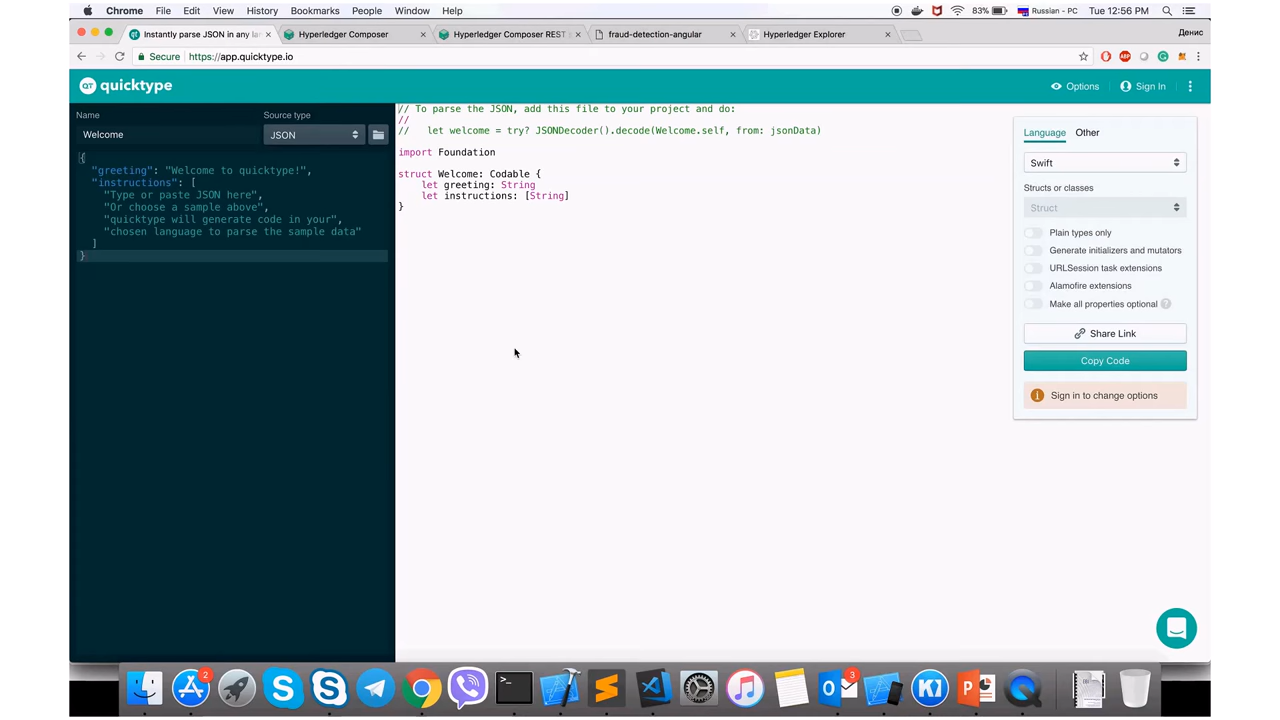 Chrome File Edit View History Bookmarks People Window Help 83% Russian - PC Tue 12:56 PM
Instantly parse JSON in any la Hyperledger Composer Hyperledger Composer REST fraud-detection-angular Hyperledger Explorer Денис
Secure https://app.quicktype.io
QT quicktype Options Sign In
Name Source type
Welcome JSON
{
"greeting": "Welcome to quicktype!",
"instructions": [
"Type or paste JSON here",
"Or choose a sample above",
"quicktype will generate code in your",
"chosen language to parse the sample data"
]
}
// To parse the JSON, add this file to your project and do:
//
// let welcome = try? JSONDecoder().decode(Welcome.self, from: jsonData)
import Foundation
struct Welcome: Codable {
let greeting: String
let instructions: [String]
}
Language Other
Swift
Structs or classes
Struct
Plain types only
Generate initializers and mutators
URLSession task extensions
Alamofire extensions
Make all properties optional ?
Share Link
Copy Code
Sign in to change options
2 3